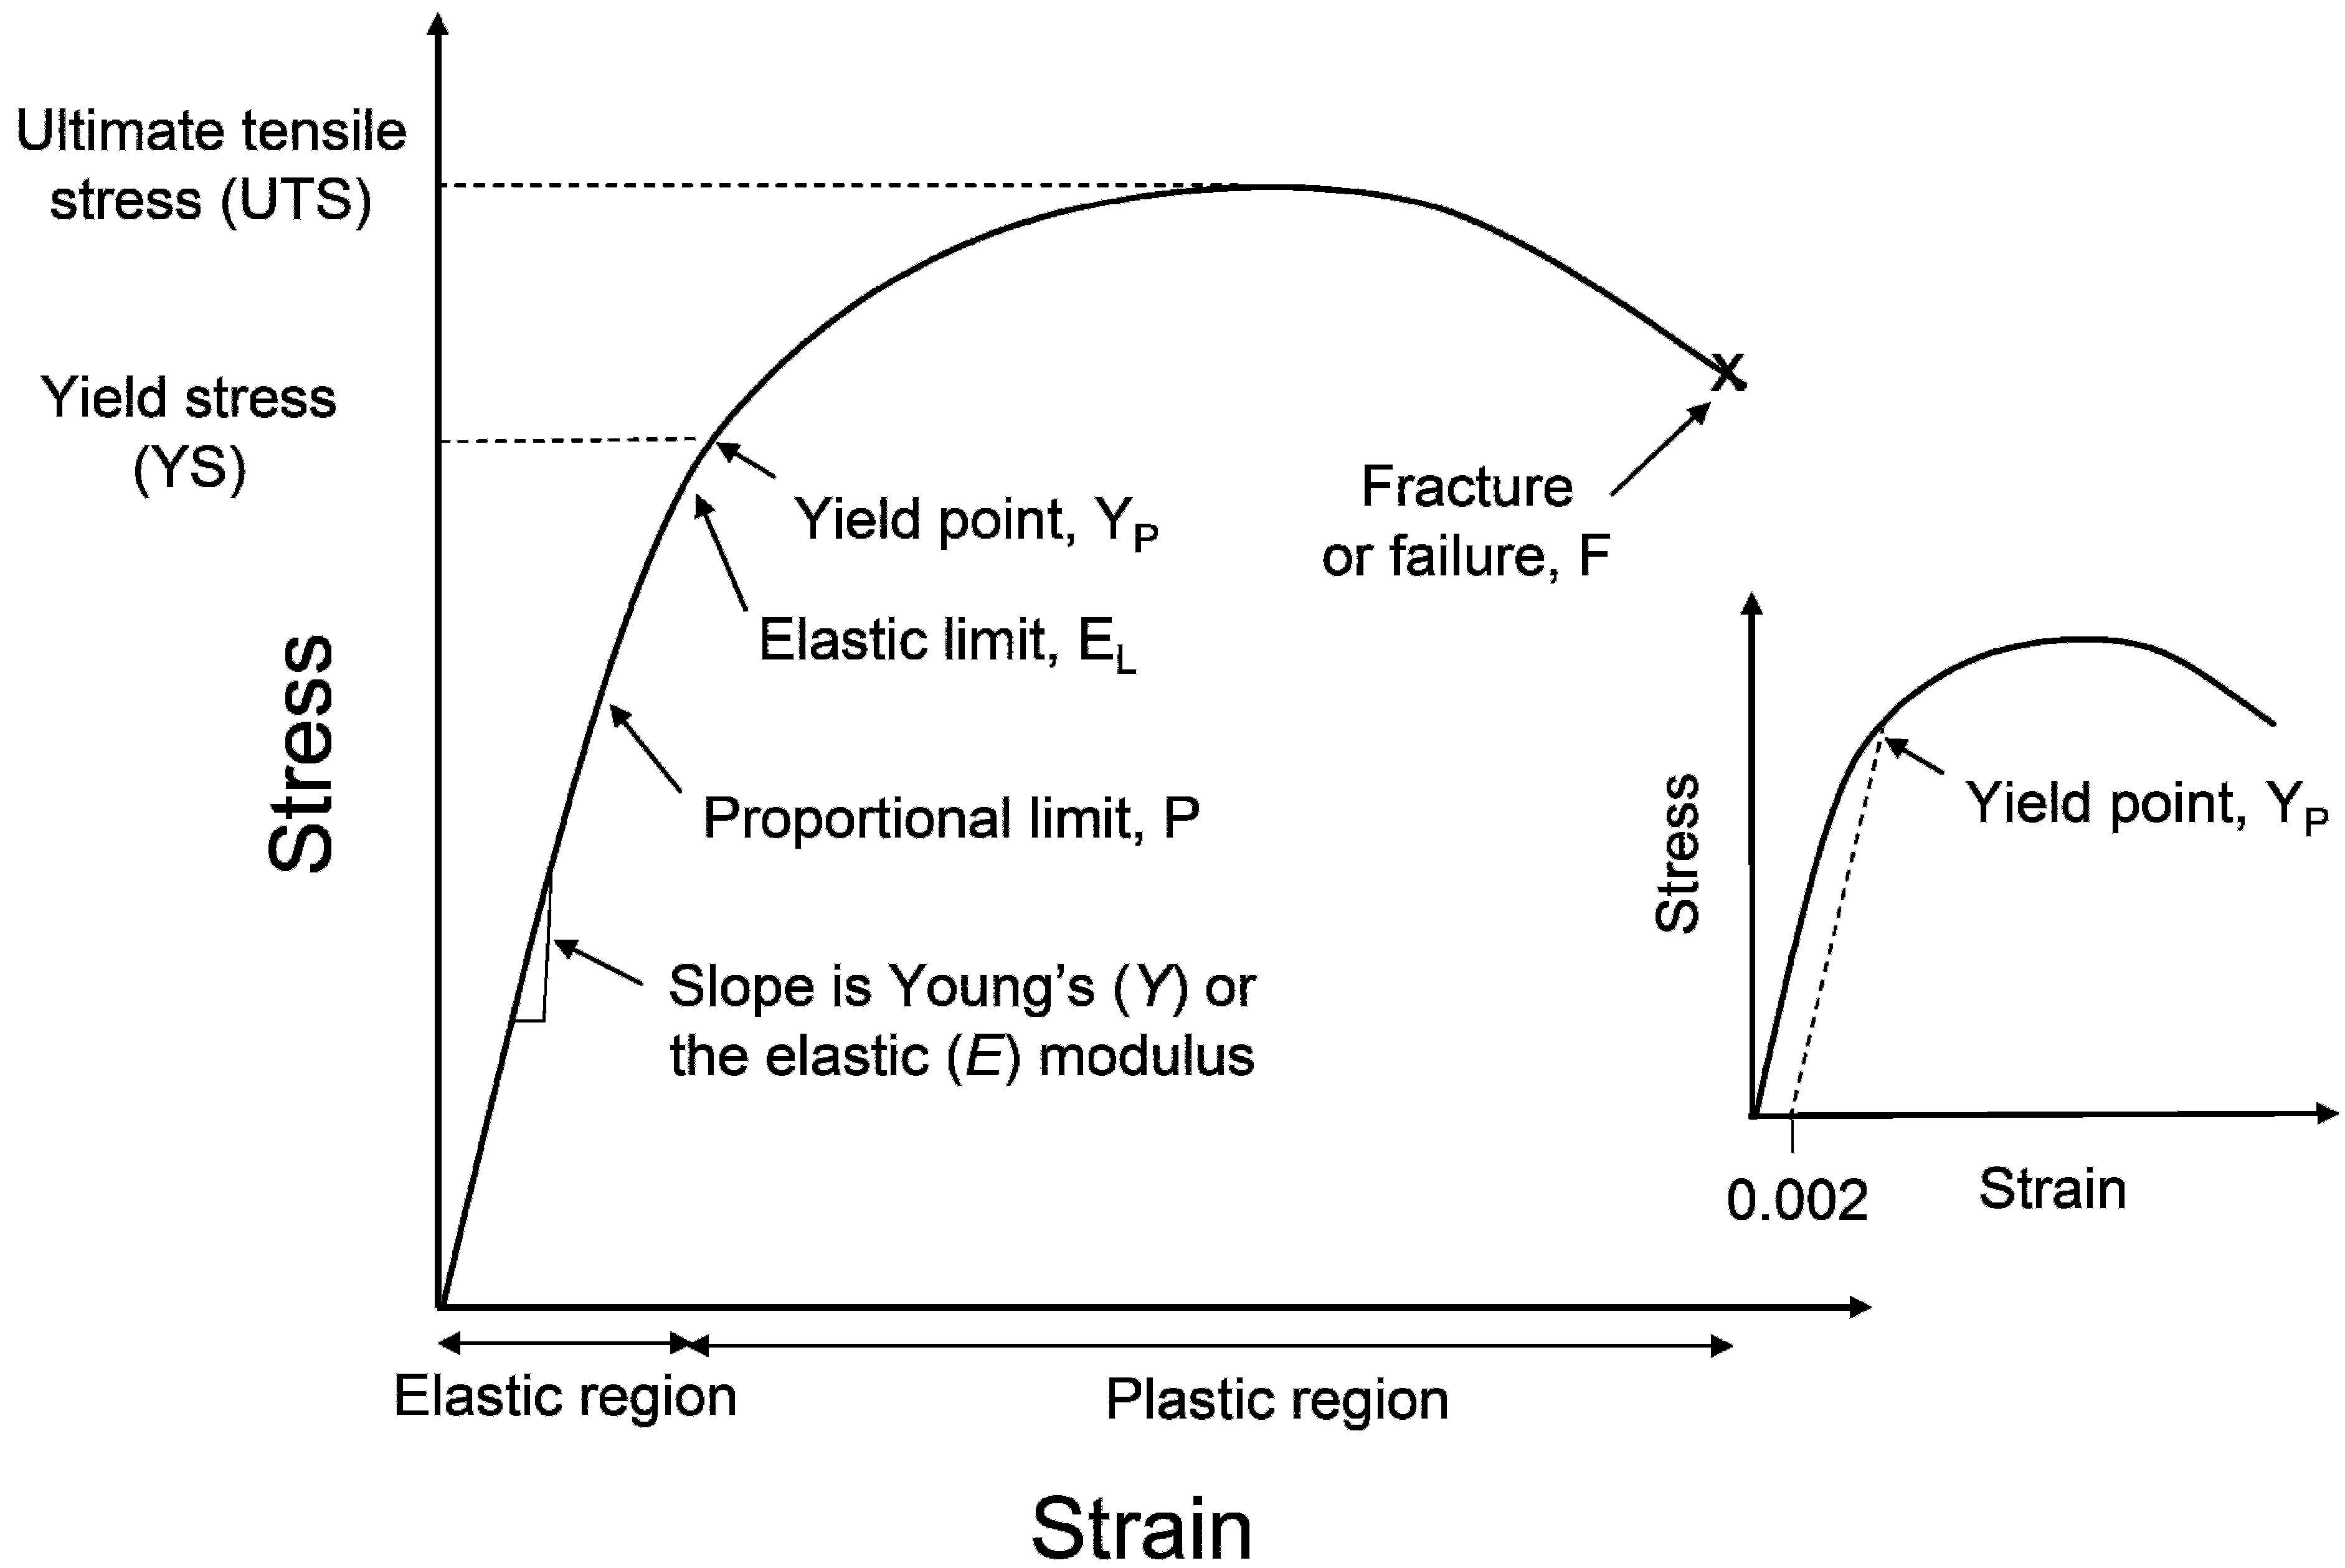 Ultimate tensile
stress (UTS)
Yield stress
(YS)
Stress
Yield point, YP
Elastic limit, EL
Proportional limit, P
Slope is Young's (Y) or
the elastic (E) modulus
Fracture
or failure, F
Stress
Yield point, YP
0.002
Strain
Elastic region
Plastic region
Strain